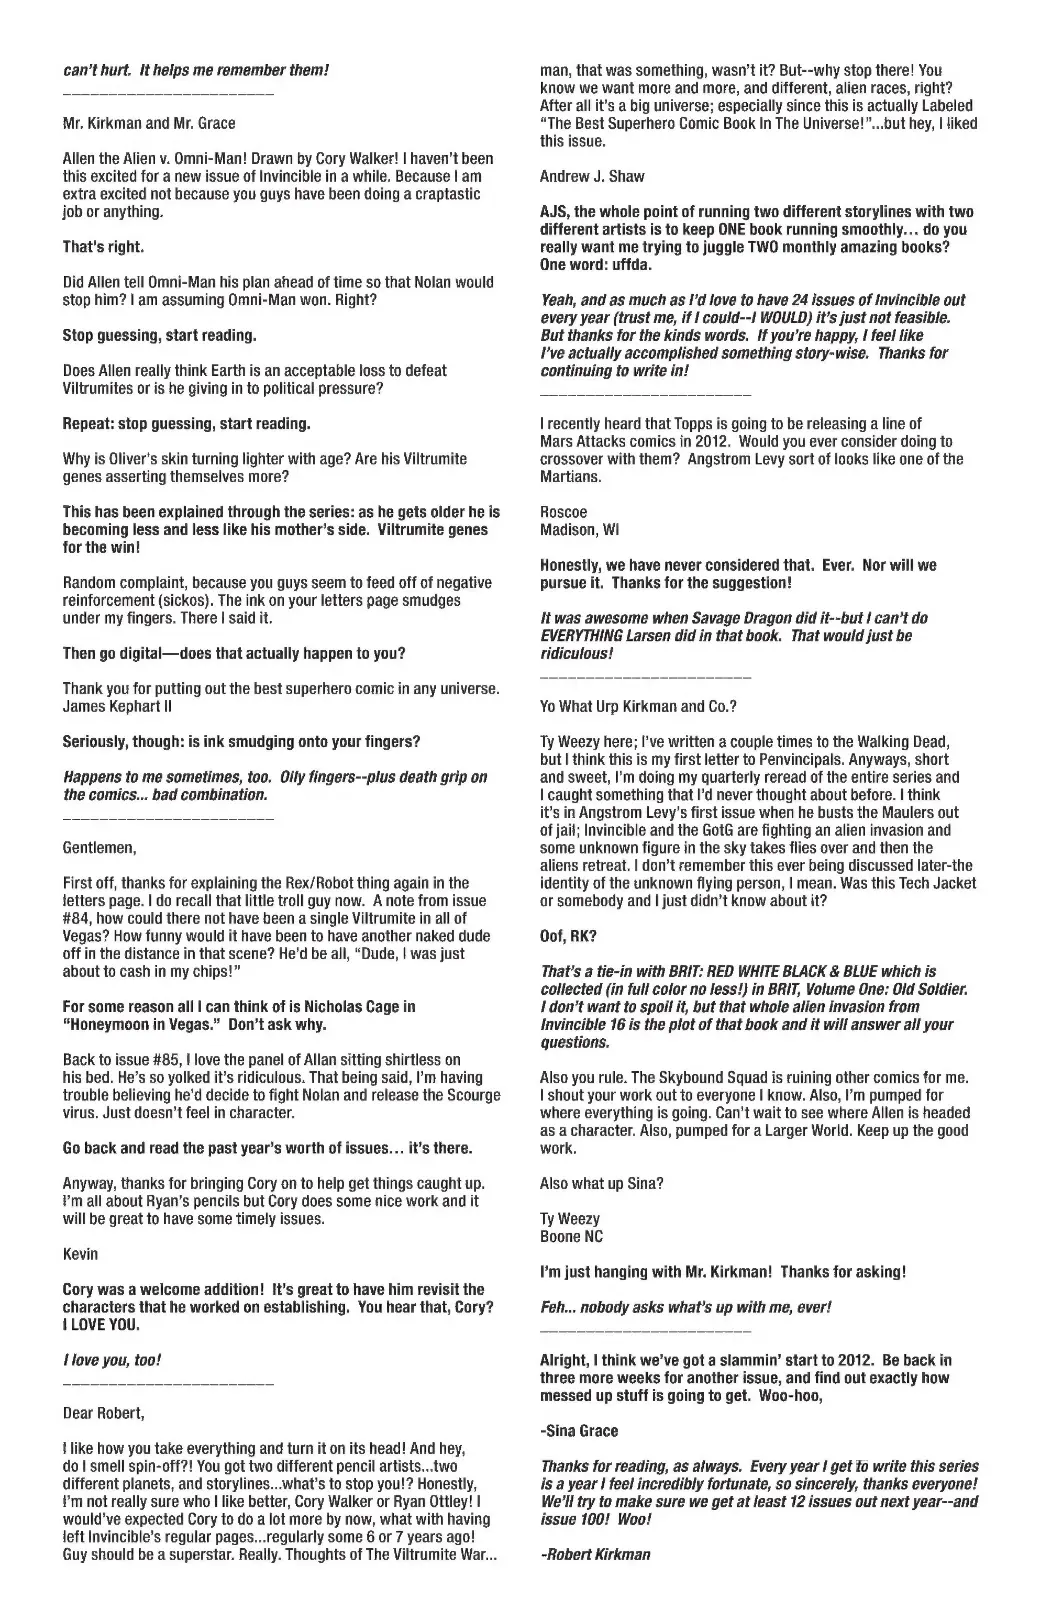 can't hurt.  It helps me remember them!
________________________
Mr. Kirkman and Mr. Grace
Allen the Alien v. Omni-Man! Drawn by Cory Walker! I haven't been
this excited for a new issue of Invincible in a while. Because I am
extra excited not because you guys have been doing a craptastic
job or anything.
That's right.
Did Allen tell Omni-Man his plan ahead of time so that Nolan would
stop him? I am assuming Omni-Man won. Right?
Stop guessing, start reading.
Does Allen really think Earth is an acceptable loss to defeat
Viltrumites or is he giving in to political pressure?
Repeat: stop guessing, start reading.
Why is Oliver's skin turning lighter with age? Are his Viltrumite
genes asserting themselves more?
This has been explained through the series: as he gets older he is
becoming less and less like his mother's side.  Viltrumite genes
for the win!
Random complaint, because you guys seem to feed off of negative
reinforcement (sickos). The ink on your letters page smudges
under my fingers. There I said it.
Then go digital—does that actually happen to you?
Thank you for putting out the best superhero comic in any universe.
James Kephart II
Seriously, though: is ink smudging onto your fingers?
Happens to me sometimes, too.  Oily fingers--plus death grip on
the comics... bad combination.
________________________
Gentlemen,
First off, thanks for explaining the Rex/Robot thing again in the
letters page. I do recall that little troll guy now.  A note from issue
#84, how could there not have been a single Viltrumite in all of
Vegas? How funny would it have been to have another naked dude
off in the distance in that scene? He'd be all, "Dude, I was just
about to cash in my chips!"
For some reason all I can think of is Nicholas Cage in
"Honeymoon in Vegas."  Don't ask why.
Back to issue #85, I love the panel of Allan sitting shirtless on
his bed. He's so yolked it's ridiculous. That being said, I'm having
trouble believing he'd decide to fight Nolan and release the Scourge
virus. Just doesn't feel in character.
Go back and read the past year's worth of issues... it's there.
Anyway, thanks for bringing Cory on to help get things caught up.
I'm all about Ryan's pencils but Cory does some nice work and it
will be great to have some timely issues.
Kevin
Cory was a welcome addition!  It's great to have him revisit the
characters that he worked on establishing.  You hear that, Cory?
I LOVE YOU.
I love you, too!
________________________
Dear Robert,
I like how you take everything and turn it on its head! And hey,
do I smell spin-off?! You got two different pencil artists...two
different planets, and storylines...what's to stop you!? Honestly,
I'm not really sure who I like better, Cory Walker or Ryan Ottley! I
would've expected Cory to do a lot more by now, what with having
left Invincible's regular pages...regularly some 6 or 7 years ago!
Guy should be a superstar. Really. Thoughts of The Viltrumite War...
man, that was something, wasn't it? But--why stop there! You
know we want more and more, and different, alien races, right?
After all it's a big universe; especially since this is actually Labeled
"The Best Superhero Comic Book In The Universe!"...but hey, I liked
this issue.
Andrew J. Shaw
AJS, the whole point of running two different storylines with two
different artists is to keep ONE book running smoothly... do you
really want me trying to juggle TWO monthly amazing books?
One word: uffda.
Yeah, and as much as I'd love to have 24 issues of Invincible out
every year (trust me, if I could--I WOULD) it's just not feasible.
But thanks for the kinds words.  If you're happy, I feel like
I've actually accomplished something story-wise.  Thanks for
continuing to write in!
________________________
I recently heard that Topps is going to be releasing a line of
Mars Attacks comics in 2012.  Would you ever consider doing to
crossover with them?  Angstrom Levy sort of looks like one of the
Martians.
Roscoe
Madison, WI
Honestly, we have never considered that.  Ever.  Nor will we
pursue it.  Thanks for the suggestion!
It was awesome when Savage Dragon did it--but I can't do
EVERYTHING Larsen did in that book.  That would just be
ridiculous!
________________________
Yo What Urp Kirkman and Co.?
Ty Weezy here; I've written a couple times to the Walking Dead,
but I think this is my first letter to Penvincipals. Anyways, short
and sweet, I'm doing my quarterly reread of the entire series and
I caught something that I'd never thought about before. I think
it's in Angstrom Levy's first issue when he busts the Maulers out
of jail; Invincible and the GotG are fighting an alien invasion and
some unknown figure in the sky takes flies over and then the
aliens retreat. I don't remember this ever being discussed later-the
identity of the unknown flying person, I mean. Was this Tech Jacket
or somebody and I just didn't know about it?
Oof, RK?
That's a tie-in with BRIT: RED WHITE BLACK & BLUE which is
collected (in full color no less!) in BRIT, Volume One: Old Soldier.
I don't want to spoil it, but that whole alien invasion from
Invincible 16 is the plot of that book and it will answer all your
questions.
Also you rule. The Skybound Squad is ruining other comics for me.
I shout your work out to everyone I know. Also, I'm pumped for
where everything is going. Can't wait to see where Allen is headed
as a character. Also, pumped for a Larger World. Keep up the good
work.
Also what up Sina?
Ty Weezy
Boone NC
I'm just hanging with Mr. Kirkman!  Thanks for asking!
Feh... nobody asks what's up with me, ever!
________________________
Alright, I think we've got a slammin' start to 2012.  Be back in
three more weeks for another issue, and find out exactly how
messed up stuff is going to get.  Woo-hoo,
-Sina Grace
Thanks for reading, as always.  Every year I get to write this series
is a year I feel incredibly fortunate, so sincerely, thanks everyone!
We'll try to make sure we get at least 12 issues out next year--and
issue 100!  Woo!
-Robert Kirkman